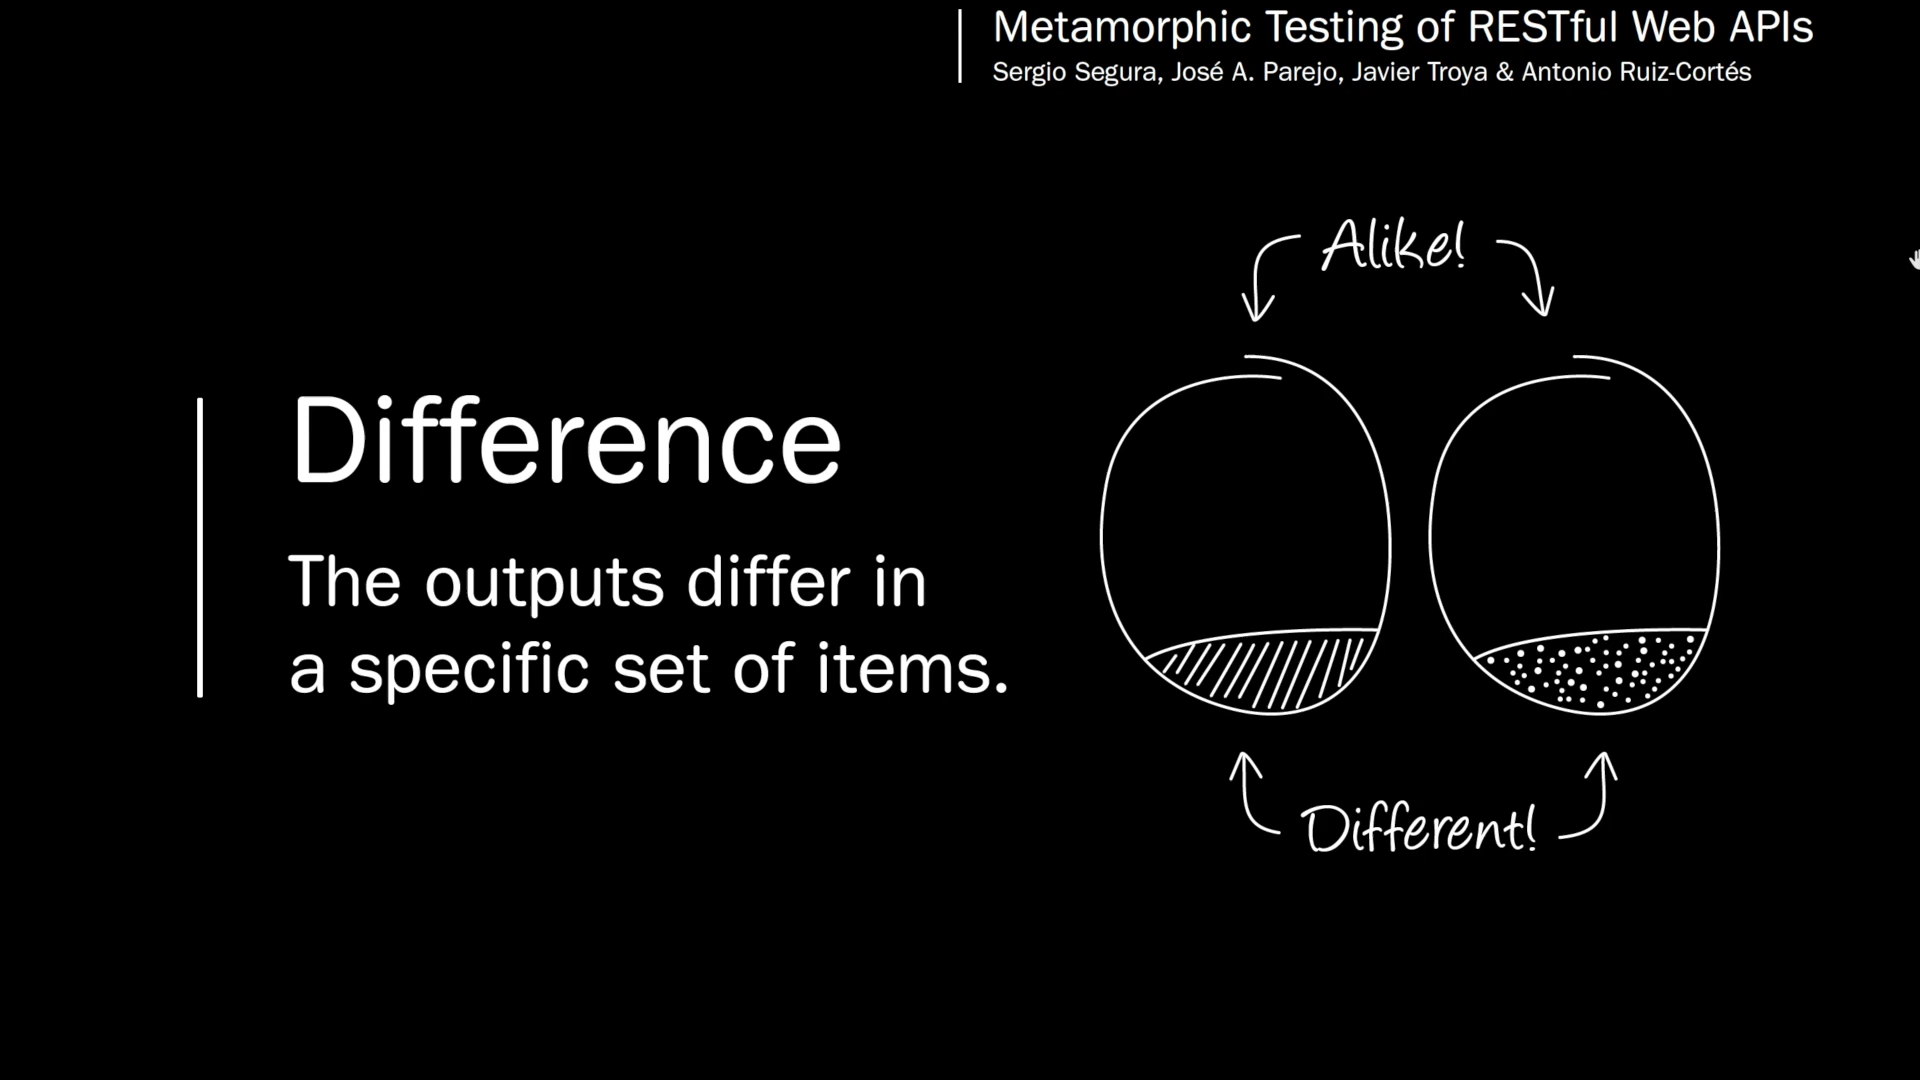 Metamorphic Testing of RESTful Web APIs
Sergio Segura, José A. Parejo, Javier Troya & Antonio Ruiz-Cortés
Alike!
Difference
The outputs differ in
a specific set of items.
Different!